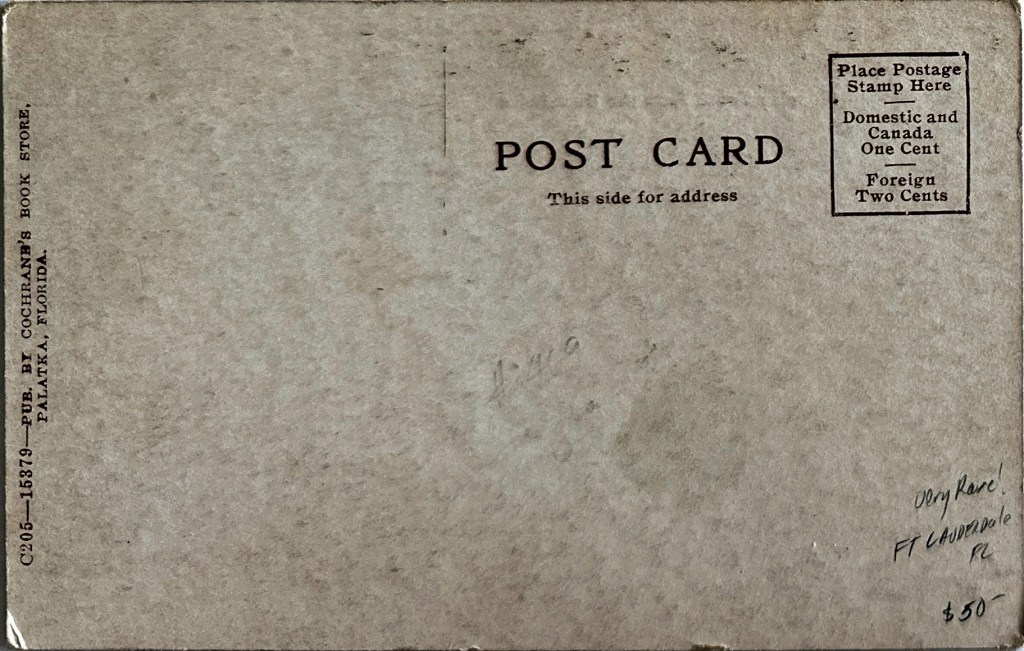 C205—15379—PUB. BY COCHRANE'S BOOK STORE,
PALATKA, FLORIDA.
POST CARD
This side for address
Place Postage
Stamp Here
Domestic and
Canada
One Cent
Foreign
Two Cents
Very Rare!
FT LAUDERDale
FL
$50-